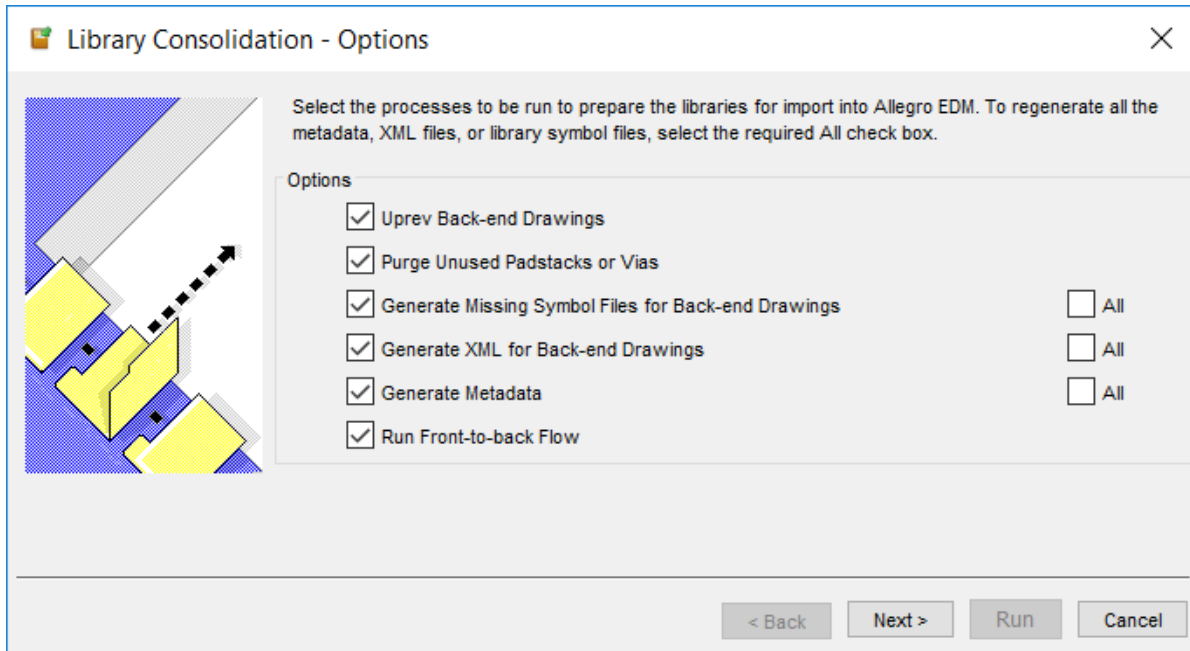 Library Consolidation - Options
Select the processes to be run to prepare the libraries for import into Allegro EDM. To regenerate all the
metadata, XML files, or library symbol files, select the required All check box.
Options
Uprev Back-end Drawings
Purge Unused Padstacks or Vias
Generate Missing Symbol Files for Back-end Drawings All
Generate XML for Back-end Drawings All
Generate Metadata All
Run Front-to-back Flow
< Back Next > Run Cancel